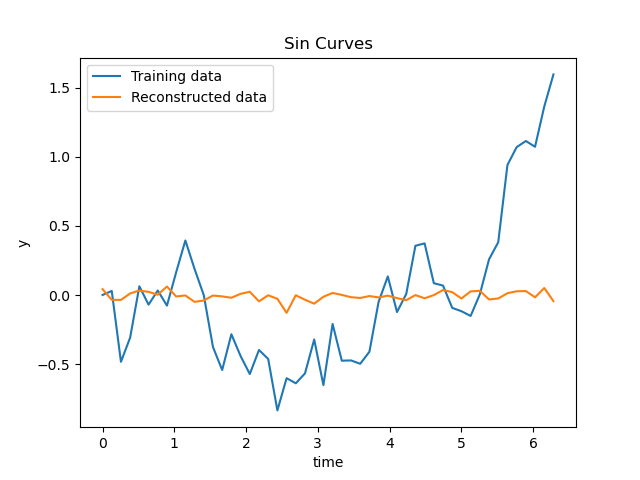 Sin Curves
Training data
Reconstructed data
1.5
1.0
0.5
0.0
−0.5
y
0 1 2 3 4 5 6
time